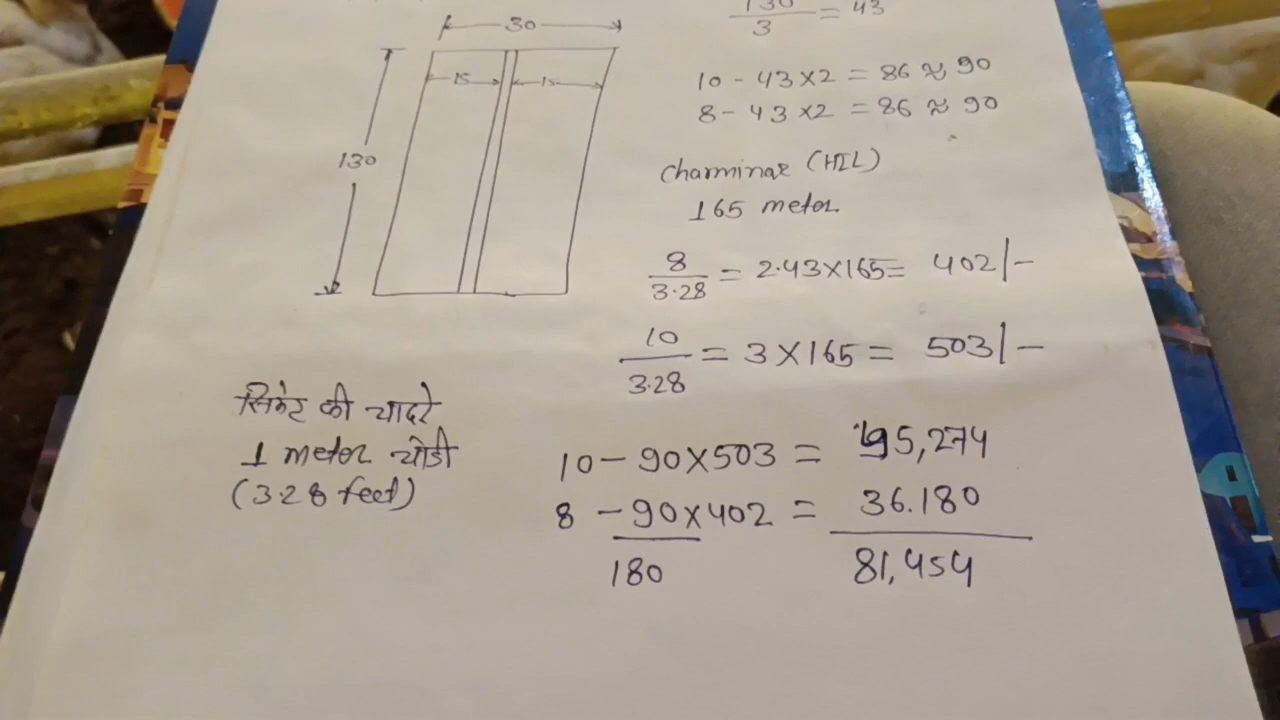 30
15 15
130
130/3 = 43
10 - 43 x 2 = 86 ≈ 90
8 - 43 x 2 = 86 ≈ 90
Charminar (HIL)
165 meter
8/3.28 = 2.43 x 165 = 402/-
10/3.28 = 3 x 165 = 503/-
सिमेंट की चादरे
1 meter चोडी
(3.28 feet)
10 - 90 x 503 = 45,274
8 - 90 x 402 = 36.180
180 81,454